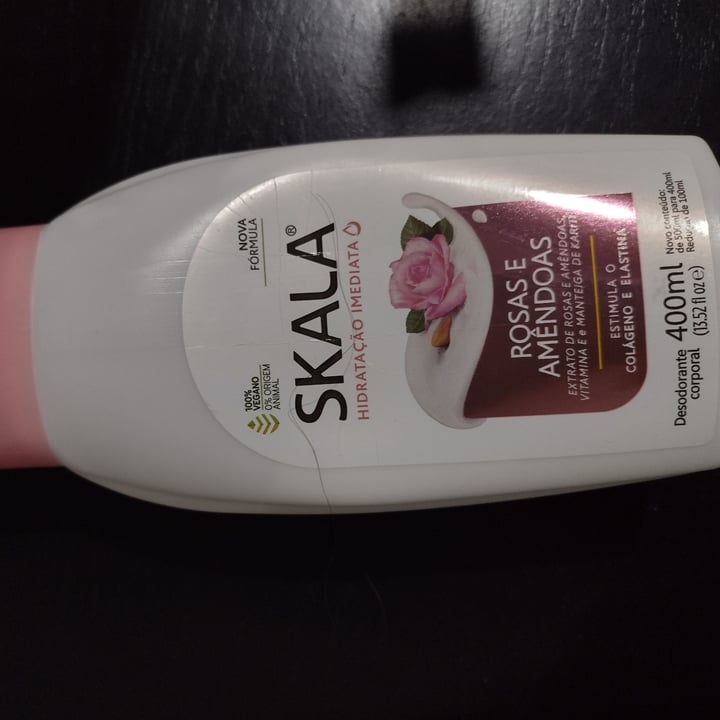 NOVA
FÓRMULA
100%
VEGANO
0% ORIGEM
ANIMAL
SKALA®
HIDRATAÇÃO IMEDIATA
ROSAS E
AMÊNDOAS
EXTRATO DE ROSAS E AMÊNDOAS,
VITAMINA E e MANTEIGA DE KARITÉ
ESTIMULA O
COLÁGENO E ELASTINA
Desodorante
corporal
400ml
(13.52 fl oz e)
Novo conteúdo:
de 500ml para 400ml
de 100ml